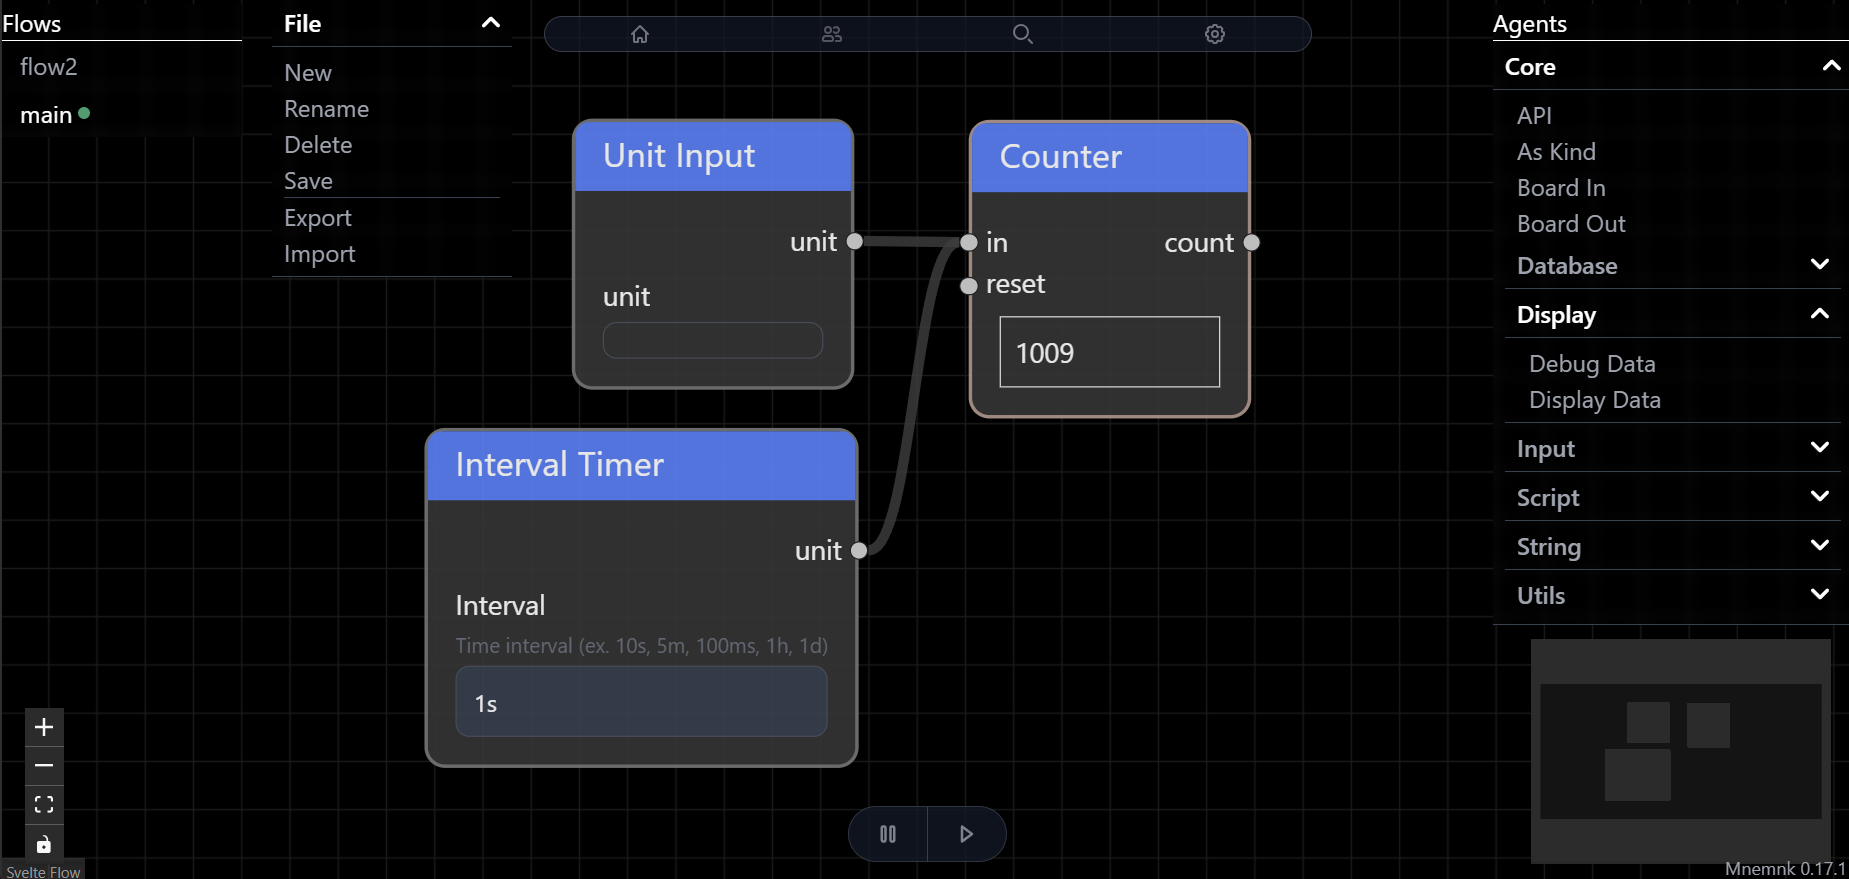 Flows
flow2
main
File
New
Rename
Delete
Save
Export
Import
Unit Input
unit
unit
Counter
in
count
reset
1009
Interval Timer
unit
Interval
Time interval (ex. 10s, 5m, 100ms, 1h, 1d)
1s
Agents
Core
API
As Kind
Board In
Board Out
Database
Display
Debug Data
Display Data
Input
Script
String
Utils
Svelte Flow
Mnemnk 0.17.1